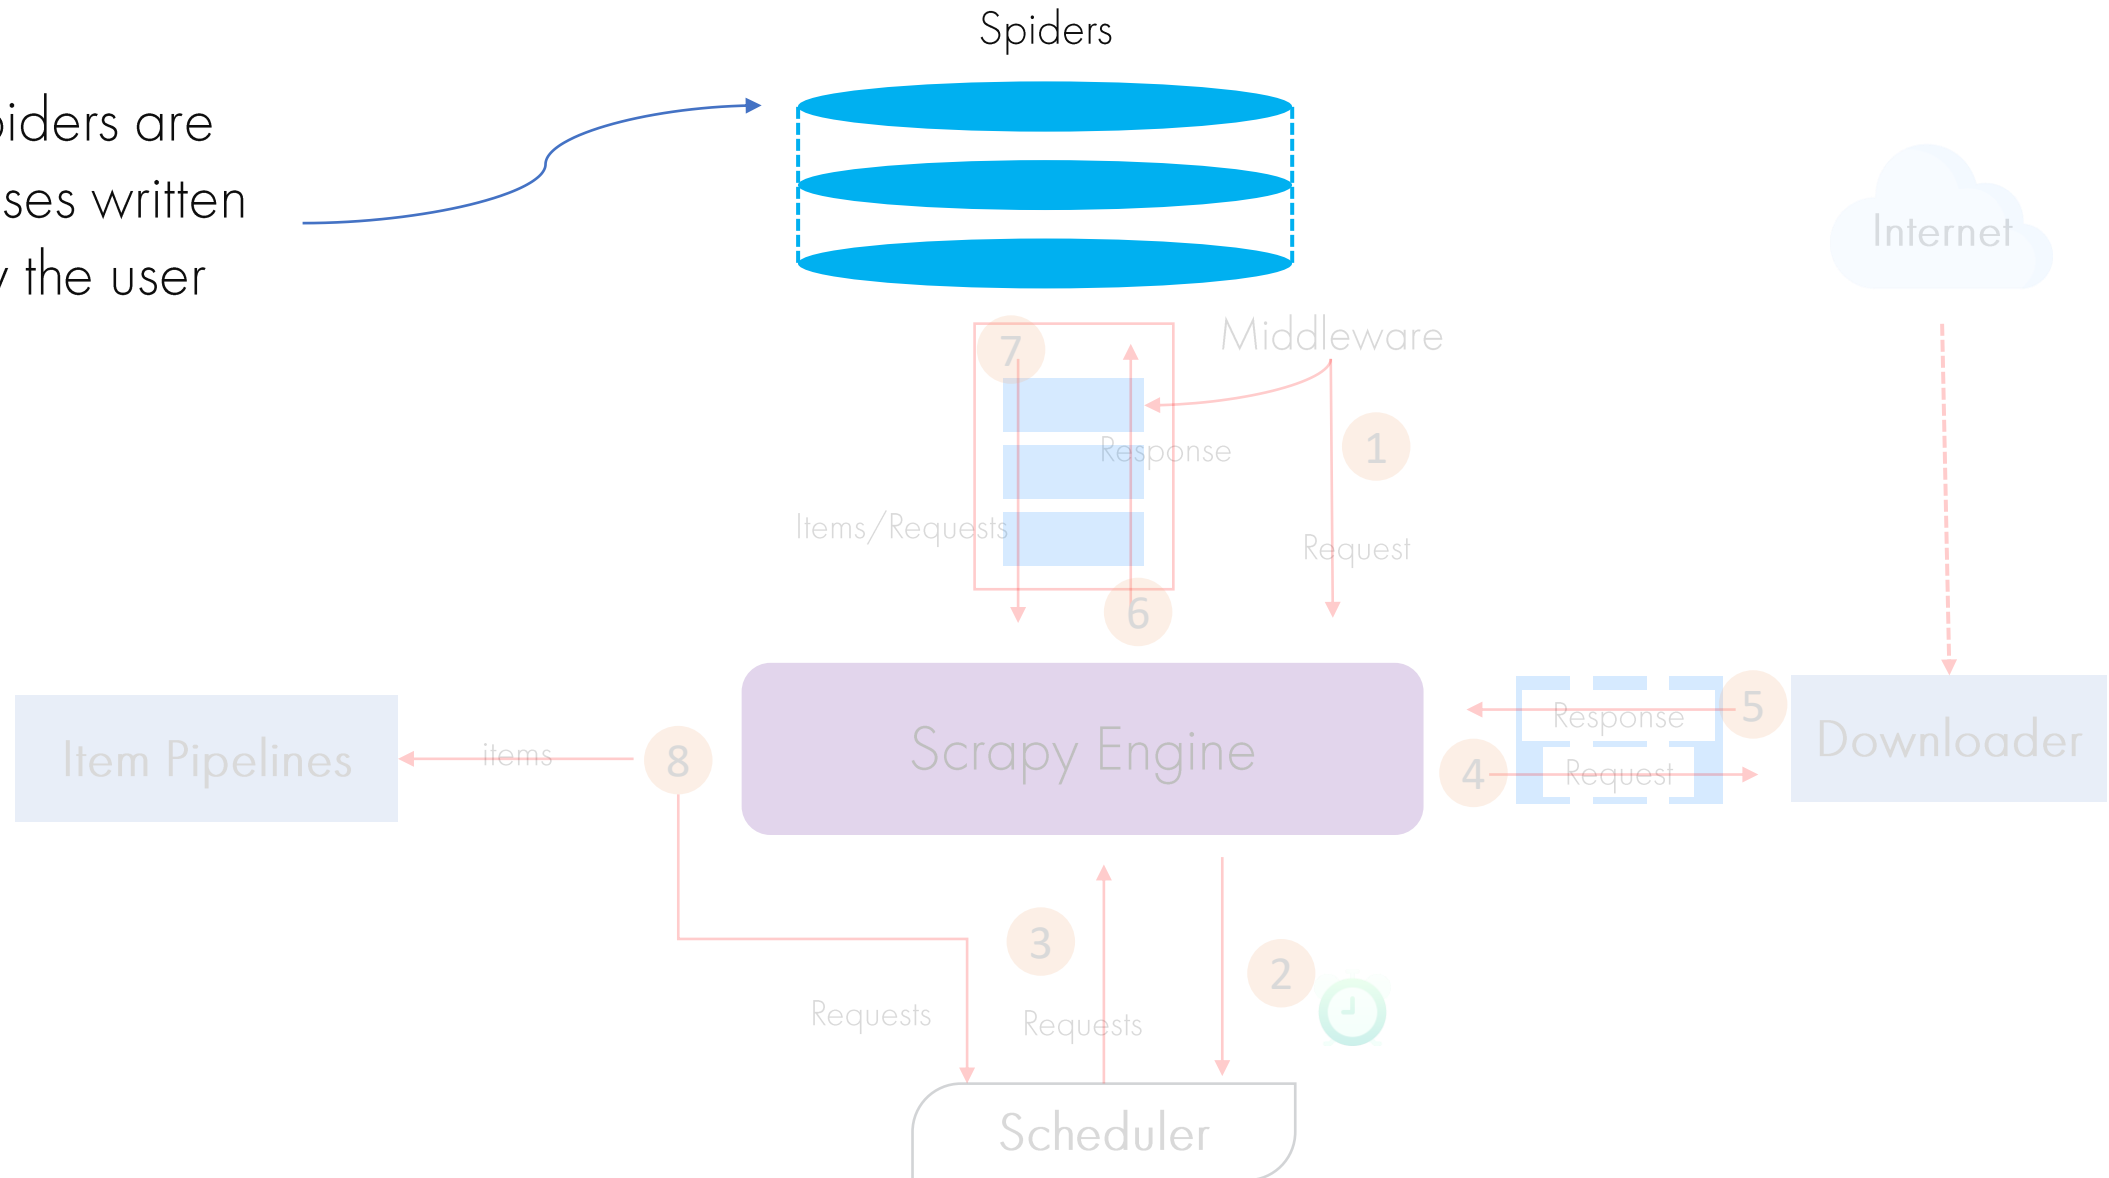 Spiders
iders are
ses written
the user
Internet
Middleware
7
1
Response
Items/Requests
Request
6
5
Response
Scrapy Engine
Downloader
Item Pipelines
items
8
4
Request
3
2
Requests
Requests
Scheduler